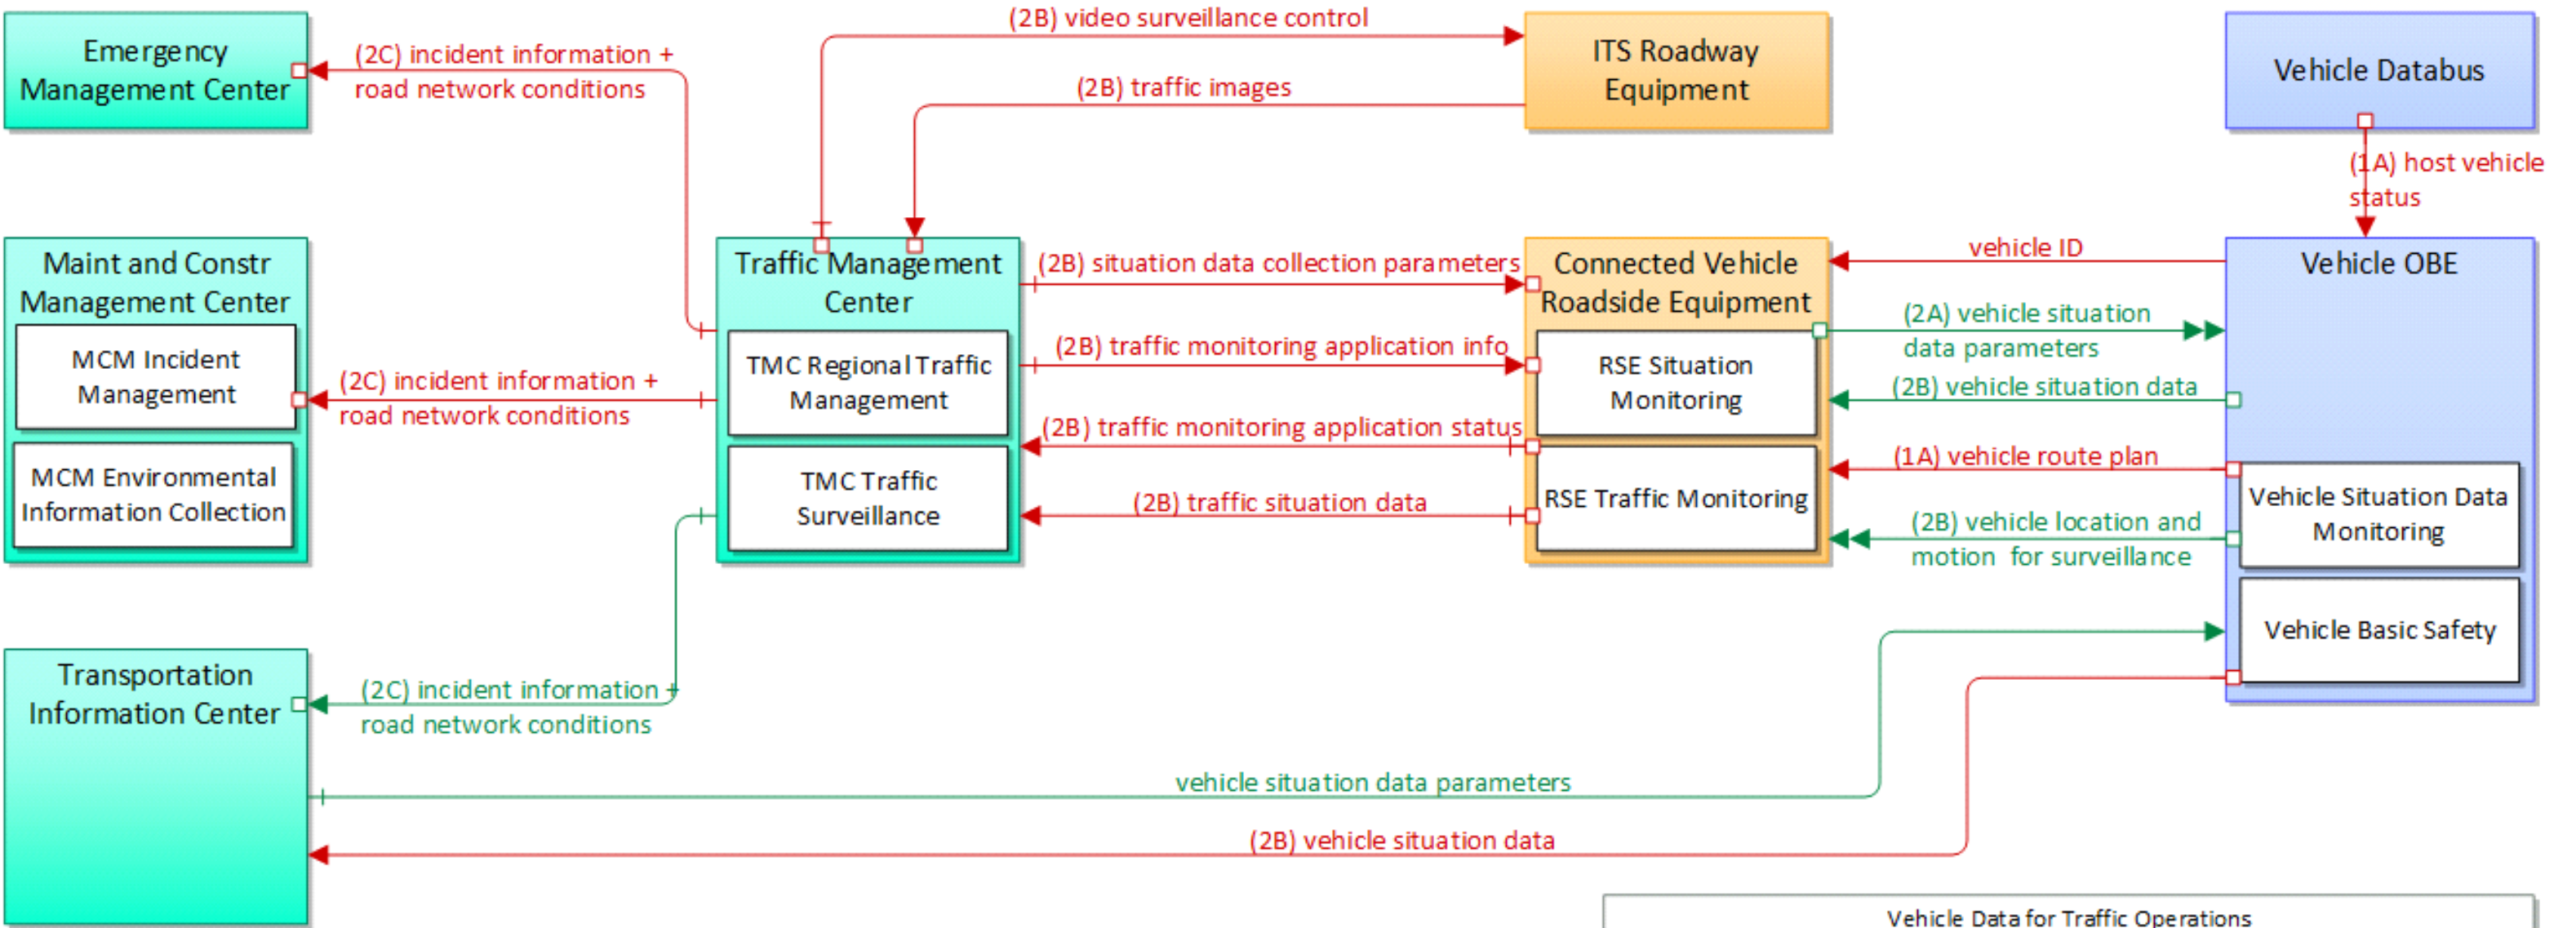 Emergency
Management Center
(2C) incident information +
road network conditions
(2B) video surveillance control
(2B) traffic images
ITS Roadway
Equipment
Vehicle Databus
(1A) host vehicle
status
Maint and Constr
Management Center
MCM Incident
Management
MCM Environmental
Information Collection
(2C) incident information +
road network conditions
Traffic Management
Center
TMC Regional Traffic
Management
TMC Traffic
Surveillance
(2B) situation data collection parameters
(2B) traffic monitoring application info
(2B) traffic monitoring application status
(2B) traffic situation data
Connected Vehicle
Roadside Equipment
RSE Situation
Monitoring
RSE Traffic Monitoring
vehicle ID
(2A) vehicle situation
data parameters
(2B) vehicle situation data
(1A) vehicle route plan
(2B) vehicle location and
motion for surveillance
Vehicle OBE
Vehicle Situation Data
Monitoring
Vehicle Basic Safety
Transportation
Information Center
(2C) incident information +
road network conditions
vehicle situation data parameters
(2B) vehicle situation data
Vehicle Data for Traffic Operations